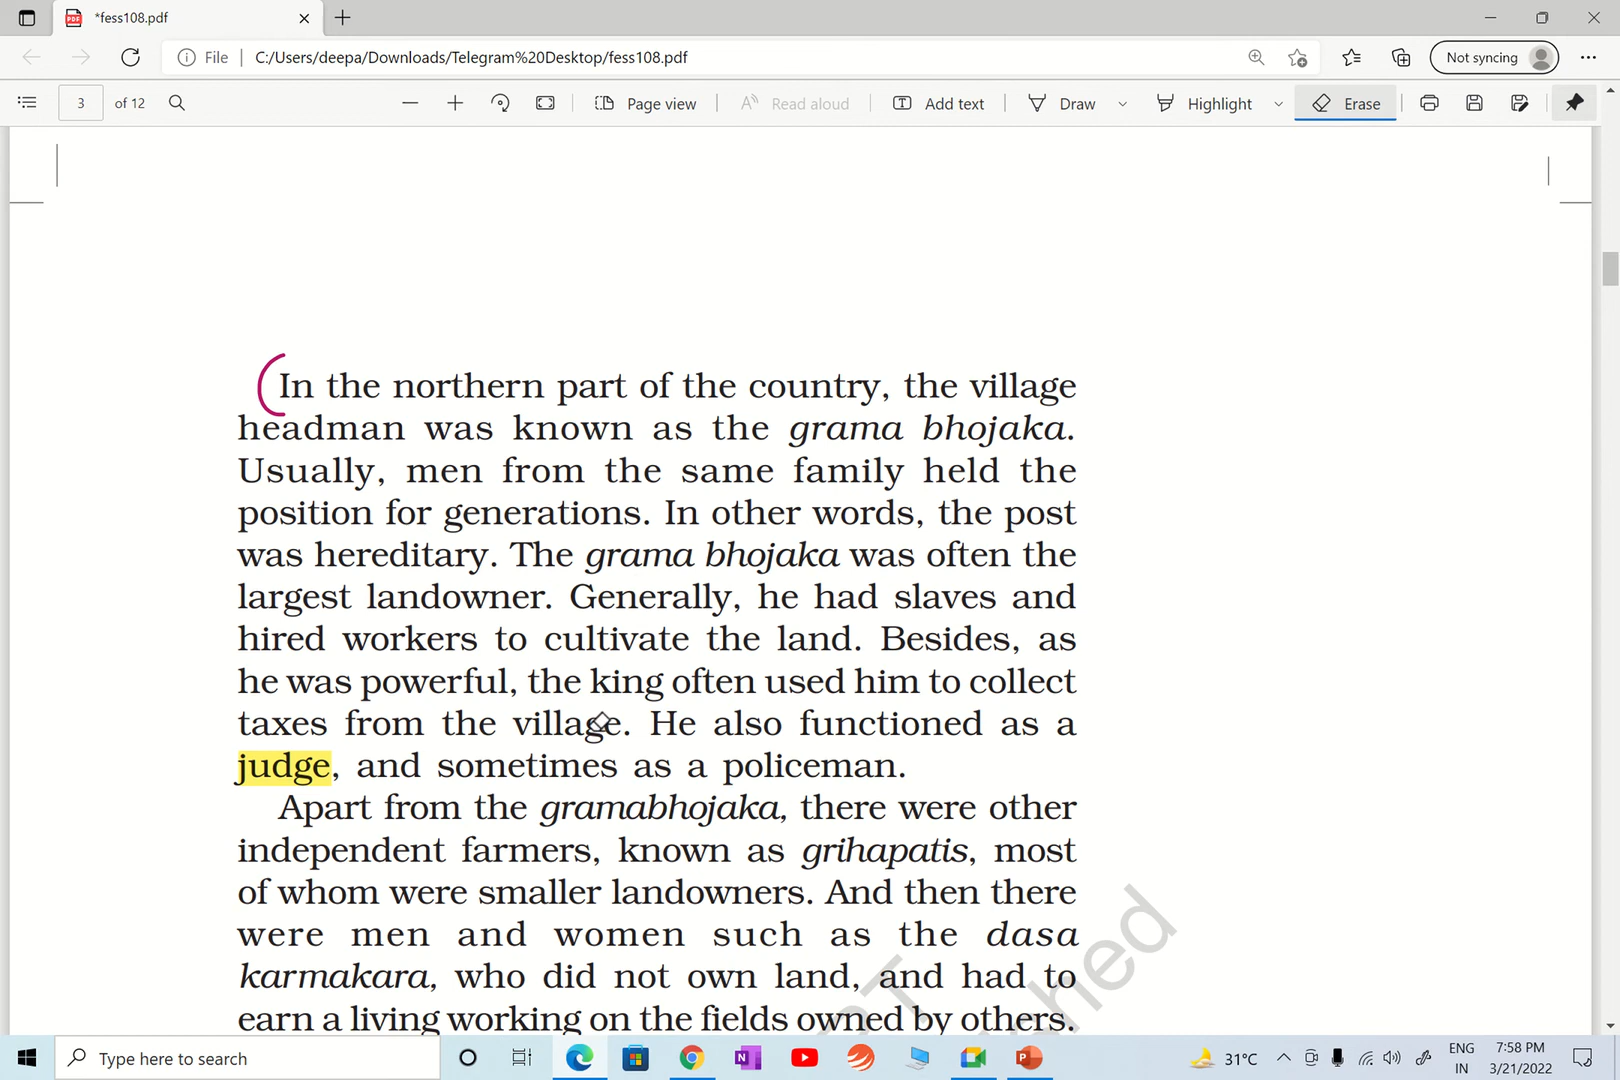 *fess108.pdf
File
C:/Users/deepa/Downloads/Telegram%20Desktop/fess108.pdf
Not syncing
3 of 12
Page view
Read aloud
Add text
Draw
Highlight
Erase
In the northern part of the country, the village
headman was known as the grama bhojaka.
Usually, men from the same family held the
position for generations. In other words, the post
was hereditary. The grama bhojaka was often the
largest landowner. Generally, he had slaves and
hired workers to cultivate the land. Besides, as
he was powerful, the king often used him to collect
taxes from the village. He also functioned as a
judge, and sometimes as a policeman.
Apart from the gramabhojaka, there were other
independent farmers, known as grihapatis, most
of whom were smaller landowners. And then there
were men and women such as the dasa
karmakara, who did not own land, and had to
earn a living working on the fields owned by others.
Type here to search
31°C
ENG
IN
7:58 PM
3/21/2022